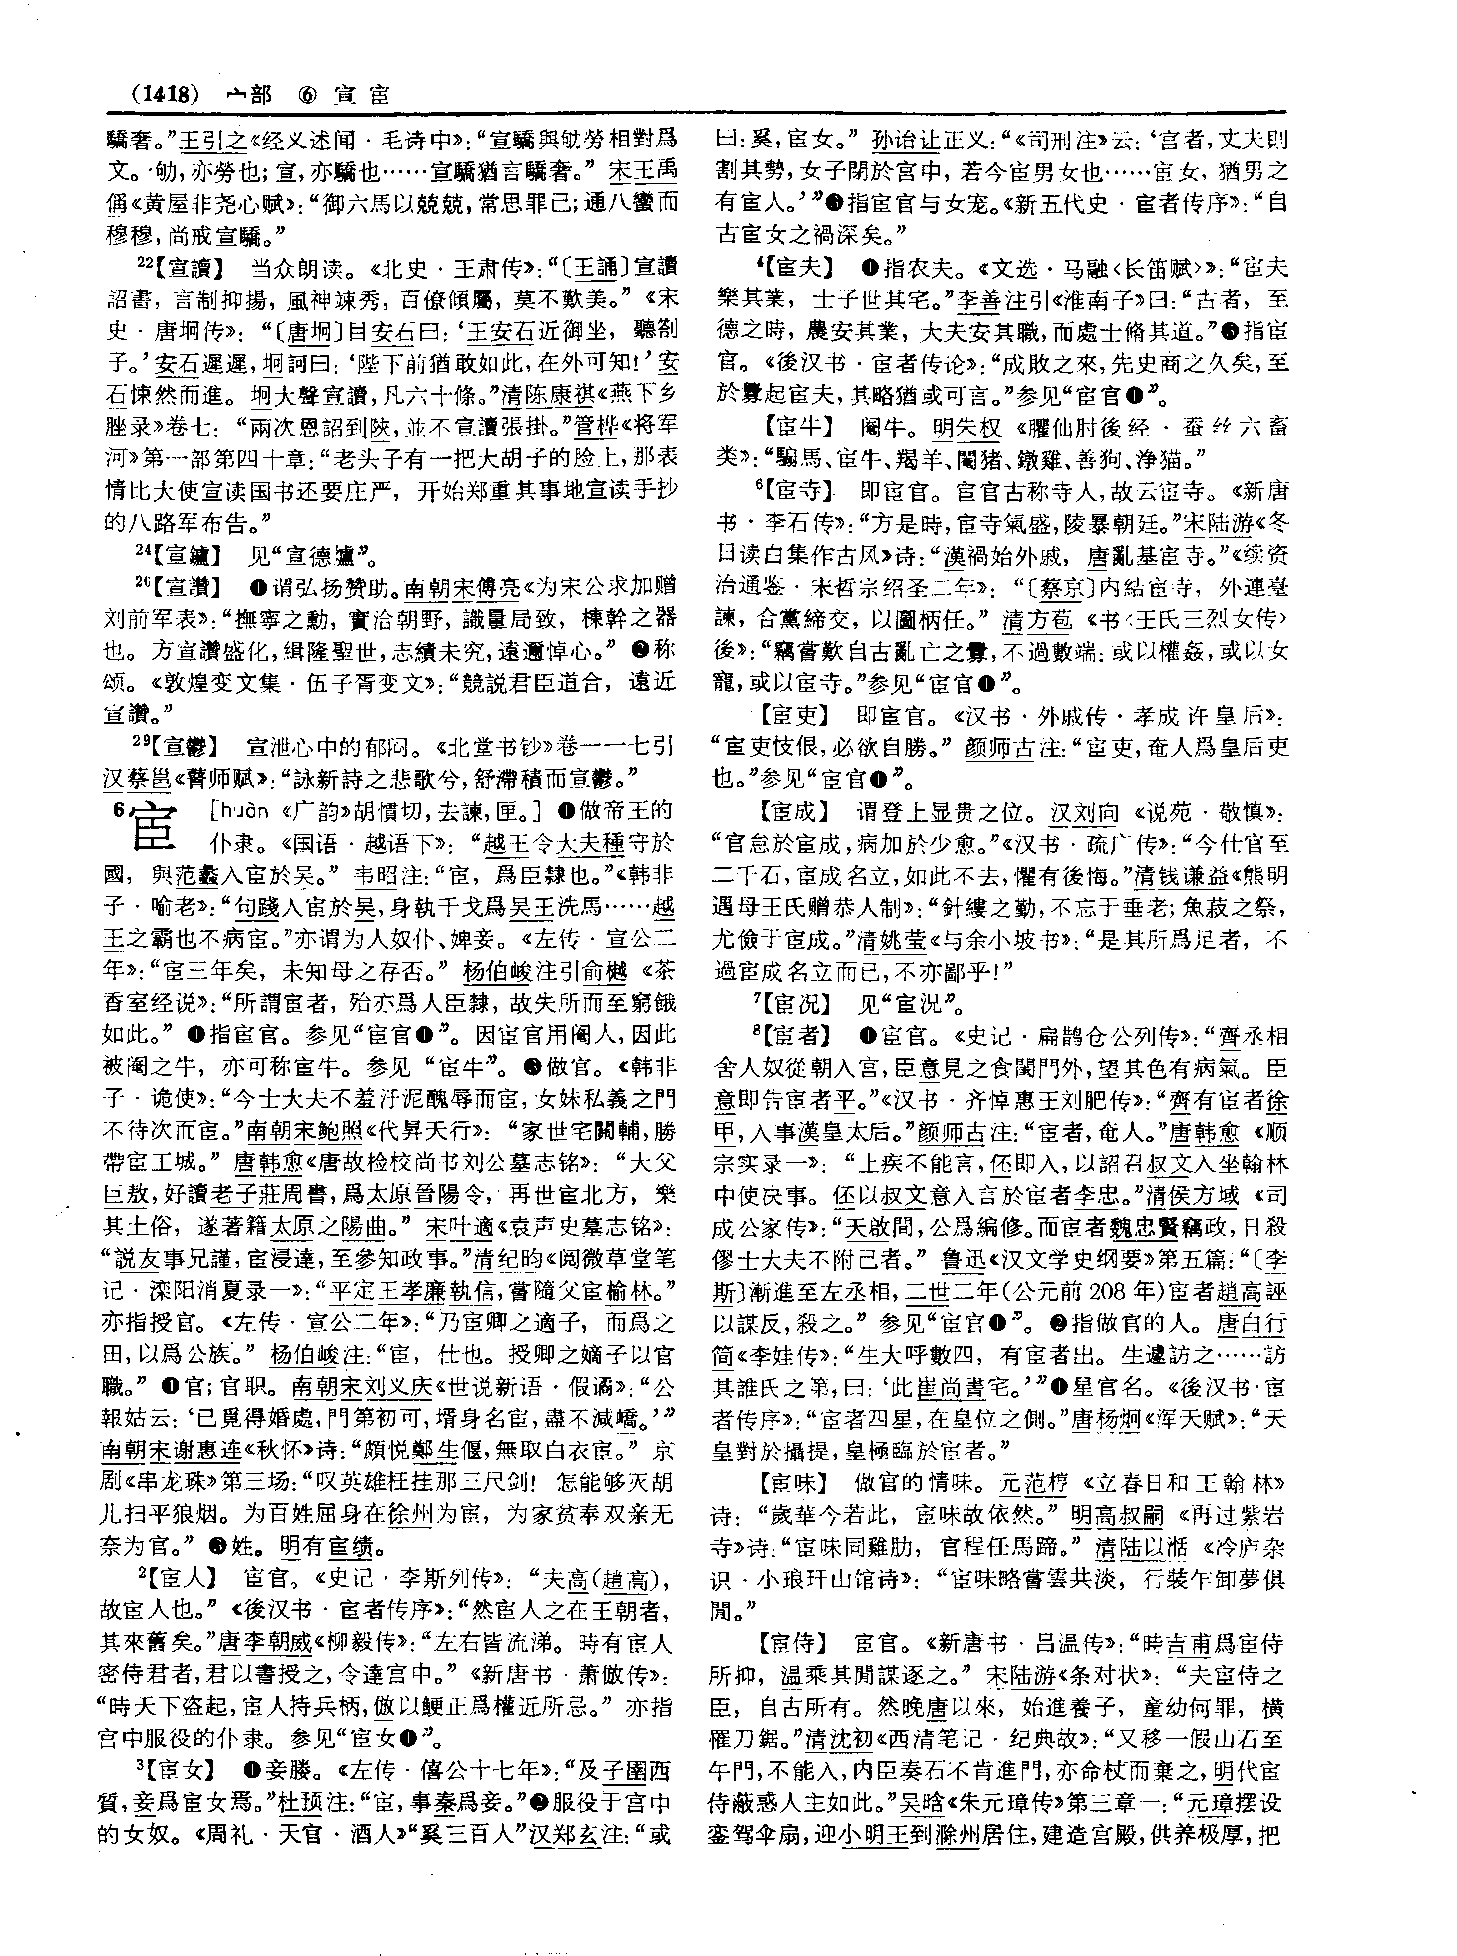 (1418) 宀部 ⑥ 宣 宦
驕奢。”王引之《经义述闻·毛诗中》：“宣驕與劬勞相對爲
文。劬，亦勞也；宣，亦驕也……宣驕猶言驕奢。” 宋王禹
偁《黄屋非尧心赋》：“御六馬以兢兢，常思罪己；通八蠻而
穆穆，尚戒宣驕。”
22【宣讀】 当众朗读。《北史·王肃传》：“〔王誦〕宣讀
詔書，言制抑揚，風神竦秀，百僚傾屬，莫不歎美。”《宋
史·唐坰传》：“〔唐坰〕目安石曰：‘王安石近御坐，聽劄
子。’安石遲遲，坰訶曰：‘陛下前猶敢如此，在外可知！’安
石悚然而進。坰大聲宣讀，凡六十條。”清陈康祺《燕下乡
脞录》卷七：“兩次恩詔到陝，並不宣讀張掛。”管桦《将军
河》第一部第四十章：“老头子有一把大胡子的脸上，那表
情比大使宣读国书还要庄严，开始郑重其事地宣读手抄
的八路军布告。”
24【宣鑪】 见“宣德爐”。
26【宣讚】 ❶谓弘扬赞助。南朝宋傅亮《为宋公求加赠
刘前军表》：“撫寧之勳，實洽朝野，識量局致，棟幹之器
也。方宣讚盛化，缉隆聖世，志績未究，遠邇悼心。” ❷称
颂。《敦煌变文集·伍子胥变文》：“競説君臣道合，遠近
宣讚。”
29【宣鬱】 宣泄心中的郁闷。《北堂书钞》卷一一七引
汉蔡邕《瞽师赋》：“詠新詩之悲歌兮，舒滯積而宣鬱。”
6宦 [huàn 《广韵》胡慣切，去諫，匣。] ❶做帝王的
仆隶。《国语·越语下》：“越王令大夫種守於
國，與范蠡入宦於吴。” 韦昭注：“宦，爲臣隸也。”《韩非
子·喻老》：“句踐入宦於吴，身執干戈爲吴王洗馬……越
王之霸也不病宦。”亦谓为人奴仆、婢妾。《左传·宣公二
年》：“宦三年矣，未知母之存否。” 杨伯峻注引俞樾《茶
香室经说》：“所謂宦者，殆亦爲人臣隸，故失所而至窮餓
如此。” ❷指宦官。参见“宦官❶”。因宦官用阉人，因此
被阉之牛，亦可称宦牛。参见“宦牛”。❸做官。《韩非
子·诡使》：“今士大夫不羞汙泥醜辱而宦，女妹私義之門
不待次而宦。”南朝宋鲍照《代昇天行》：“家世宅關輔，勝
帶宦王城。” 唐韩愈《唐故检校尚书刘公墓志铭》：“大父
巨敖，好讀老子莊周書，爲太原晉陽令，再世宦北方，樂
其土俗，遂著籍太原之陽曲。” 宋叶適《袁声史墓志铭》：
“説友事兄謹，宦浸達，至參知政事。”清纪昀《阅微草堂笔
记·滦阳消夏录一》：“平定王孝廉執信，嘗隨父宦榆林。”
亦指授官。《左传·宣公二年》：“乃宦卿之適子，而爲之
田，以爲公族。” 杨伯峻注：“宦，仕也。授卿之嫡子以官
職。” ❹官；官职。南朝宋刘义庆《世说新语·假谲》：“公
報姑云：‘已覓得婚處，門第初可，壻身名宦，盡不減嶠。’”
南朝宋谢惠连《秋怀》诗：“頗悦鄭生偃，無取白衣宦。” 京
剧《串龙珠》第三场：“叹英雄枉挂那三尺剑！怎能够灭胡
儿扫平狼烟。为百姓屈身在徐州为宦，为家贫奉双亲无
奈为官。” ❺姓。明有宦绩。
2【宦人】 宦官。《史记·李斯列传》：“夫高(趙高)，
故宦人也。”《後汉书·宦者传序》：“然宦人之在王朝者，
其來舊矣。”唐李朝威《柳毅传》：“左右皆流涕。時有宦人
密侍君者，君以書授之，令達宫中。”《新唐书·萧倣传》：
“時天下盗起，宦人持兵柄，倣以鯁正爲權近所忌。” 亦指
宫中服役的仆隶。参见“宦女❶”。
3【宦女】 ❶妾媵。《左传·僖公十七年》：“及子圉西
質，妾爲宦女焉。”杜预注：“宦，事秦爲妾。”❷服役于宫中
的女奴。《周礼·天官·酒人》“奚三百人”汉郑玄注：“或
曰：奚，宦女。” 孙诒让正义：“《司刑注》云：‘宫者，丈夫則
割其勢，女子閉於宫中，若今宦男女也……宦女，猶男之
有宦人。’”❸指宦官与女宠。《新五代史·宦者传序》：“自
古宦女之禍深矣。”
4【宦夫】 ❶指农夫。《文选·马融〈长笛赋〉》：“宦夫
樂其業，士子世其宅。”李善注引《淮南子》曰：“古者，至
德之時，農安其業，大夫安其職，而處士脩其道。”❷指宦
官。《後汉书·宦者传论》：“成敗之來，先史商之久矣，至
於釁起宦夫，其略猶或可言。”参见“宦官❶”。
【宦牛】 阉牛。明朱权《臞仙肘後经·蚕丝六畜
类》：“騸馬、宦牛、羯羊、閹猪、鐓雞、善狗、浄猫。”
6【宦寺】 即宦官。宦官古称寺人，故云宦寺。《新唐
书·李石传》：“方是時，宦寺氣盛，陵暴朝廷。”宋陆游《冬
日读白集作古风》诗：“漢禍始外戚，唐亂基宦寺。”《续资
治通鉴·宋哲宗绍圣二年》：“〔蔡京〕内結宦寺，外連臺
諫，合黨締交，以圖柄任。” 清方苞《书〈王氏三烈女传〉
後》：“竊嘗歎自古亂亡之釁，不過數端：或以權姦，或以女
寵，或以宦寺。”参见“宦官❶”。
【宦吏】 即宦官。《汉书·外戚传·孝成许皇后》：
“宦吏忮佷，必欲自勝。” 颜师古注：“宦吏，奄人爲皇后吏
也。”参见“宦官❶”。
【宦成】 谓登上显贵之位。汉刘向《说苑·敬慎》：
“官怠於宦成，病加於少愈。”《汉书·疏广传》：“今仕官至
二千石，宦成名立，如此不去，懼有後悔。”清钱谦益《熊明
遇母王氏赠恭人制》：“針縷之勤，不忘于垂老；魚菽之祭，
尤儉于宦成。”清姚莹《与余小坡书》：“是其所爲足者，不
過宦成名立而已，不亦鄙乎！”
7【宦况】 见“宦況”。
8【宦者】 ❶宦官。《史记·扁鹊仓公列传》：“齊丞相
舍人奴從朝入宫，臣意見之食閨門外，望其色有病氣。臣
意即告宦者平。”《汉书·齐悼惠王刘肥传》：“齊有宦者徐
甲，入事漢皇太后。”颜师古注：“宦者，奄人。”唐韩愈《顺
宗实录一》：“上疾不能言，伾即入，以詔召叔文入坐翰林
中使决事。伾以叔文意入言於宦者李忠。”清侯方域《司
成公家传》：“天啟間，公爲編修。而宦者魏忠賢竊政，日殺
僇士大夫不附己者。” 鲁迅《汉文学史纲要》第五篇：“〔李
斯〕漸進至左丞相，二世二年(公元前208年)宦者趙高誣
以謀反，殺之。” 参见“宦官❶”。❷指做官的人。唐白行
简《李娃传》：“生大呼數四，有宦者出。生遽訪之……訪
其誰氏之第，曰：‘此崔尚書宅。’”❸星官名。《後汉书·宦
者传序》：“宦者四星，在皇位之側。”唐杨炯《浑天赋》：“天
皇對於攝提，皇極臨於宦者。”
【宦味】 做官的情味。元范梈《立春日和王翰林》
诗：“歲華今若此，宦味故依然。” 明高叔嗣《再过紫岩
寺》诗：“宦味同雞肋，官程任馬蹄。” 清陆以湉《冷庐杂
识·小琅玕山馆诗》：“宦味略嘗雲共淡，行裝乍卸夢俱
閒。”
【宦侍】 宦官。《新唐书·吕温传》：“時吉甫爲宦侍
所抑，温乘其間謀逐之。” 宋陆游《条对状》：“夫宦侍之
臣，自古所有。然晚唐以來，始進養子，童幼何罪，横
罹刀鋸。”清沈初《西清笔记·纪典故》：“又移一假山石至
午門，不能入，内臣奏石不肯進門，亦命杖而棄之，明代宦
侍蔽惑人主如此。”吴晗《朱元璋传》第三章一：“元璋摆设
銮驾伞扇，迎小明王到滁州居住，建造宫殿，供养极厚，把